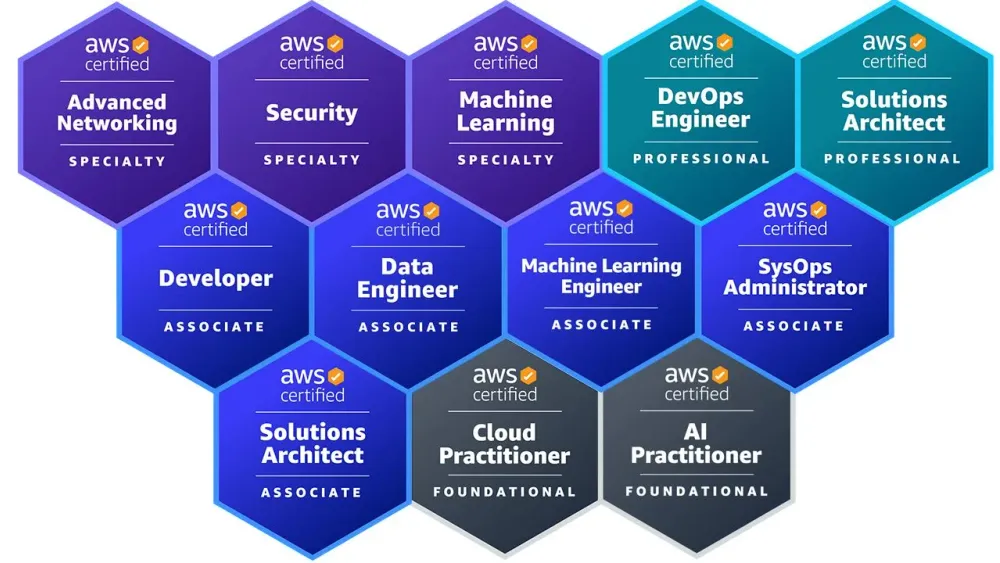 aws
certified
Advanced
Networking
SPECIALTY
aws
certified
Security
SPECIALTY
aws
certified
Machine
Learning
SPECIALTY
aws
certified
DevOps
Engineer
PROFESSIONAL
aws
certified
Solutions
Architect
PROFESSIONAL
aws
certified
Developer
ASSOCIATE
aws
certified
Data
Engineer
ASSOCIATE
aws
certified
Machine Learning
Engineer
ASSOCIATE
aws
certified
SysOps
Administrator
ASSOCIATE
aws
certified
Solutions
Architect
ASSOCIATE
aws
certified
Cloud
Practitioner
FOUNDATIONAL
aws
certified
AI
Practitioner
FOUNDATIONAL